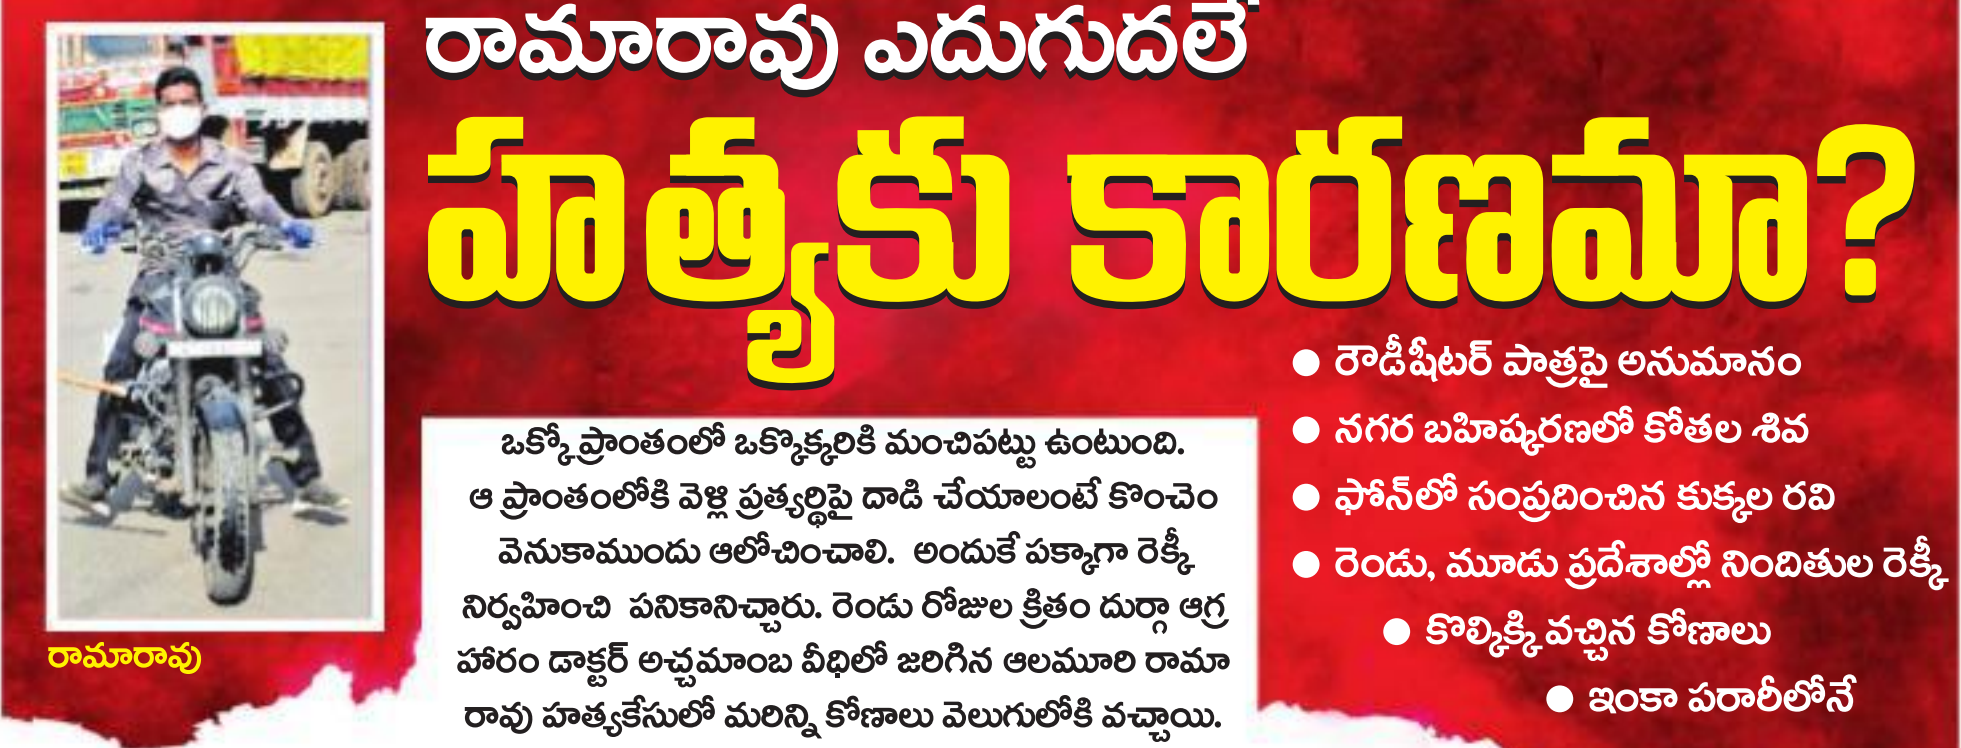 రామారావు ఎదుగుదలే
హత్యకు కారణమా?
రామారావు
ఒక్కో ప్రాంతంలో ఒక్కొక్కరికి మంచిపట్టు ఉంటుంది.
ఆ ప్రాంతంలోకి వెళ్లి ప్రత్యర్థిపై దాడి చేయాలంటే కొంచెం
వెనుకాముందు ఆలోచించాలి. అందుకే పక్కాగా రెక్కీ
నిర్వహించి పనికానిచ్చారు. రెండు రోజుల క్రితం దుర్గా ఆగ్ర
హారం డాక్టర్ అచ్చమాంబ వీధిలో జరిగిన ఆలమూరి రామా
రావు హత్యకేసులో మరిన్ని కోణాలు వెలుగులోకి వచ్చాయి.
● రౌడీషీటర్ పాత్రపై అనుమానం
● నగర బహిష్కరణలో కోతల శివ
● ఫోన్‌లో సంప్రదించిన కుక్కల రవి
● రెండు, మూడు ప్రదేశాల్లో నిందితుల రెక్కీ
● కొల్కిక్కి వచ్చిన కోణాలు
● ఇంకా పరారీలోనే